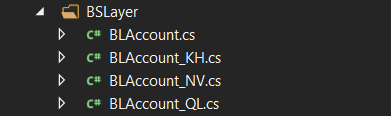 BSLayer
C# BLAccount.cs
C# BLAccount_KH.cs
C# BLAccount_NV.cs
C# BLAccount_QL.cs